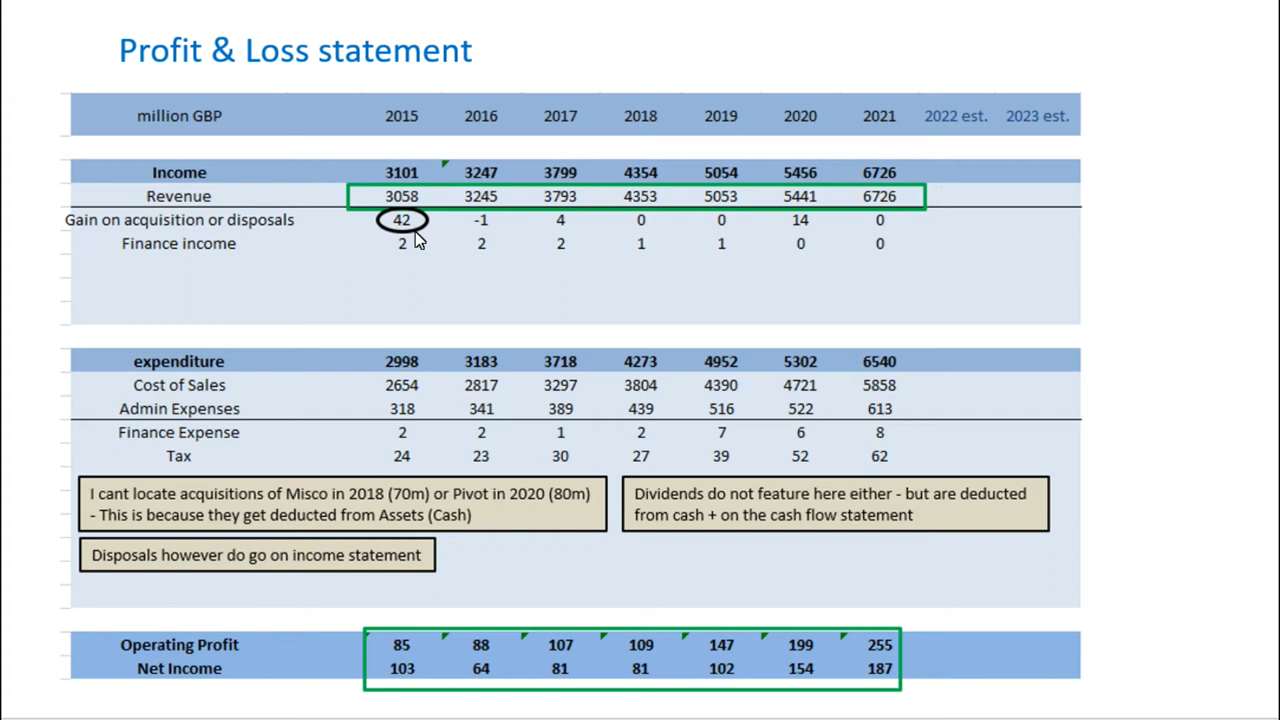 Profit & Loss statement
million GBP 2015 2016 2017 2018 2019 2020 2021 2022 est. 2023 est.
Income 3101 3247 3799 4354 5054 5456 6726
Revenue 3058 3245 3793 4353 5053 5441 6726
Gain on acquisition or disposals 42 -1 4 0 0 14 0
Finance income 2 2 2 1 1 0 0
expenditure 2998 3183 3718 4273 4952 5302 6540
Cost of Sales 2654 2817 3297 3804 4390 4721 5858
Admin Expenses 318 341 389 439 516 522 613
Finance Expense 2 2 1 2 7 6 8
Tax 24 23 30 27 39 52 62
I cant locate acquisitions of Misco in 2018 (70m) or Pivot in 2020 (80m)
- This is because they get deducted from Assets (Cash)
Dividends do not feature here either - but are deducted
from cash + on the cash flow statement
Disposals however do go on income statement
Operating Profit 85 88 107 109 147 199 255
Net Income 103 64 81 81 102 154 187